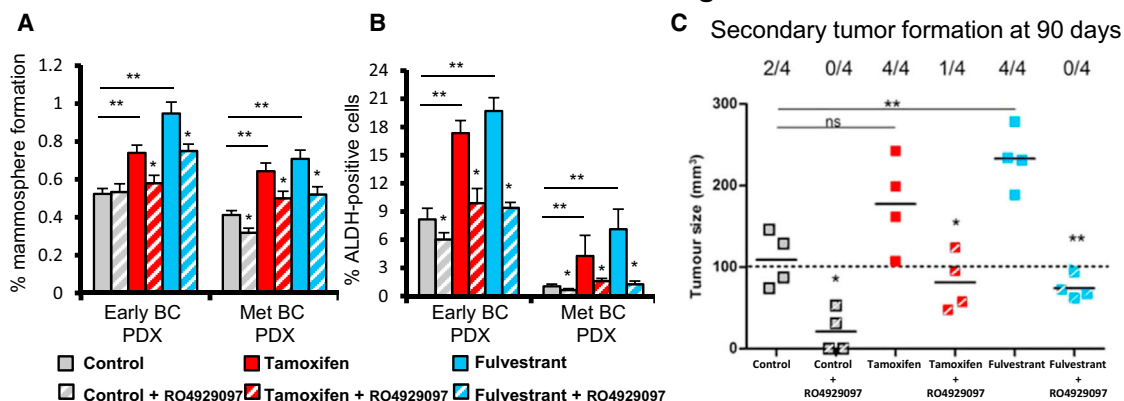 A
B
C
Secondary tumor formation at 90 days
2/4 0/4 4/4 1/4 4/4 0/4
% mammosphere formation
1.2
1
0.8
0.6
0.4
0.2
0
**
**
*
*
**
**
*
*
*
Early BC
PDX
Met BC
PDX
% ALDH-positive cells
24
21
18
15
12
9
6
3
0
**
**
*
*
*
**
**
*
*
*
Early BC
PDX
Met BC
PDX
Tumour size (mm³)
300
200
100
0
**
ns
*
*
**
Control
Control
+
RO4929097
Tamoxifen
Tamoxifen
+
RO4929097
Fulvestrant
Fulvestrant
+
RO4929097
Control Tamoxifen Fulvestrant
Control + RO4929097 Tamoxifen + RO4929097 Fulvestrant + RO4929097